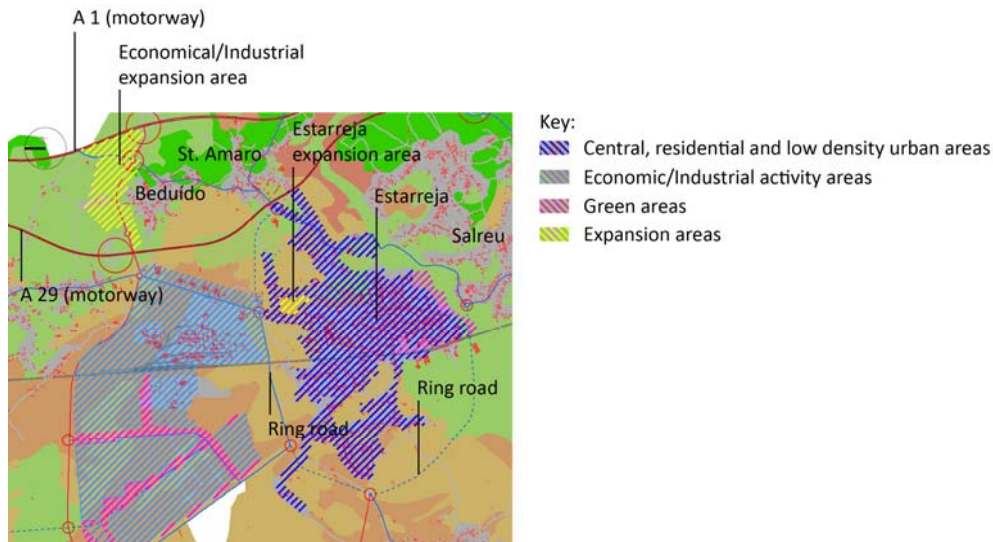 A 1 (motorway)
Economical/Industrial
expansion area
Estarreja
expansion area
St. Amaro
Beduído
Estarreja
Salreu
A 29 (motorway)
Ring road
Ring road
Key:
Central, residential and low density urban areas
Economic/Industrial activity areas
Green areas
Expansion areas